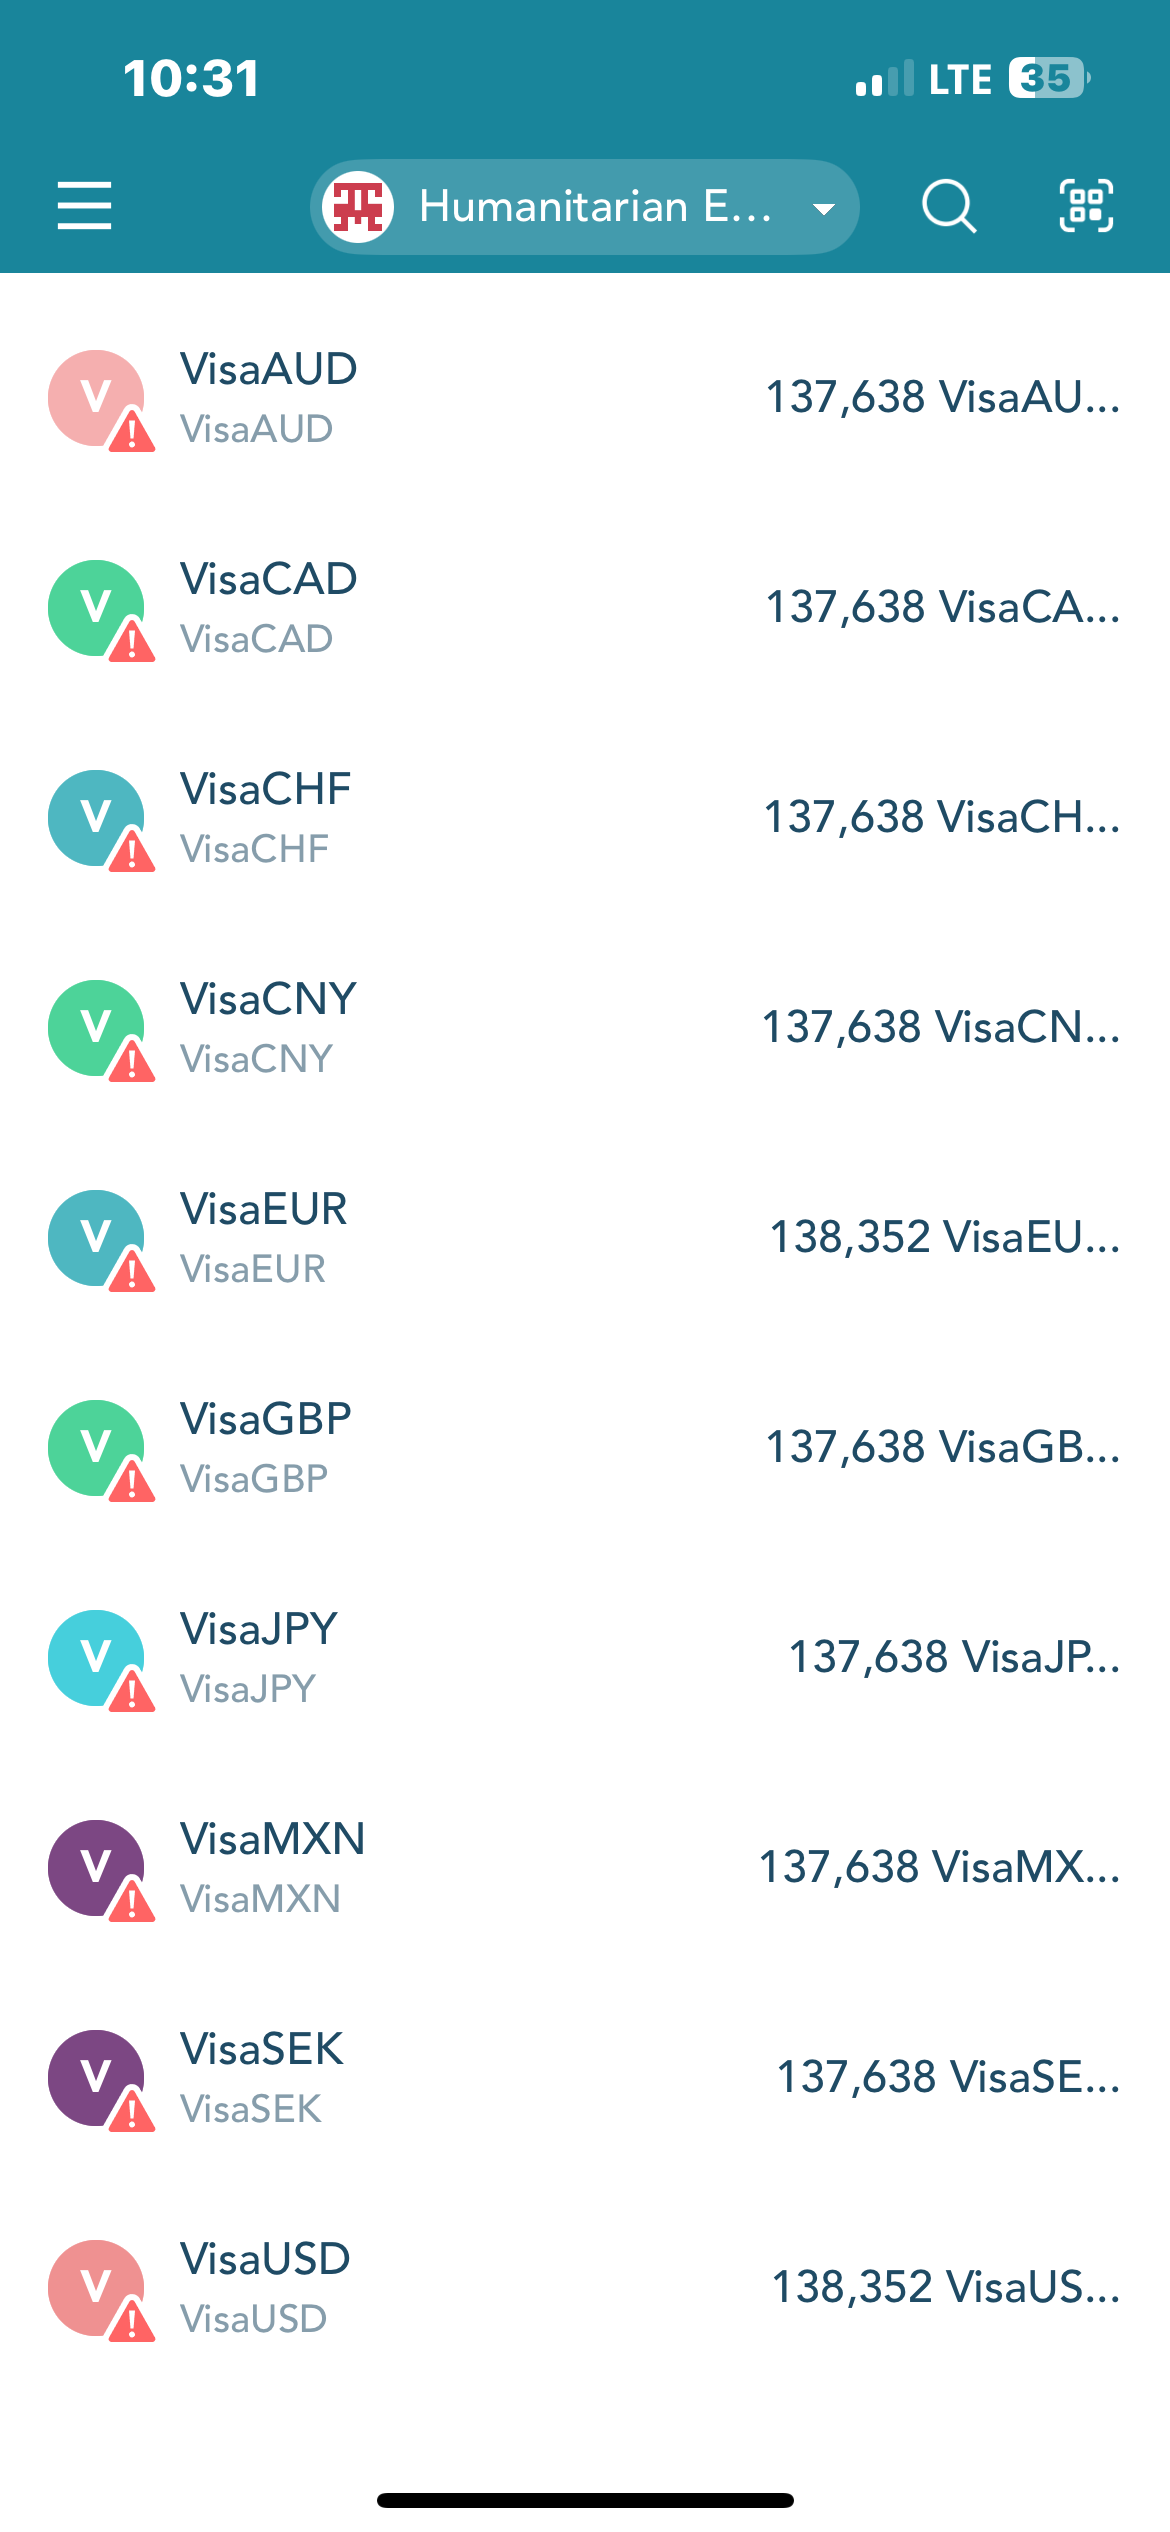 10:31
LTE 35
Humanitarian E...
VisaAUD
VisaAUD
137,638 VisaAU...
VisaCAD
VisaCAD
137,638 VisaCA...
VisaCHF
VisaCHF
137,638 VisaCH...
VisaCNY
VisaCNY
137,638 VisaCN...
VisaEUR
VisaEUR
138,352 VisaEU...
VisaGBP
VisaGBP
137,638 VisaGB...
VisaJPY
VisaJPY
137,638 VisaJP...
VisaMXN
VisaMXN
137,638 VisaMX...
VisaSEK
VisaSEK
137,638 VisaSE...
VisaUSD
VisaUSD
138,352 VisaUS...